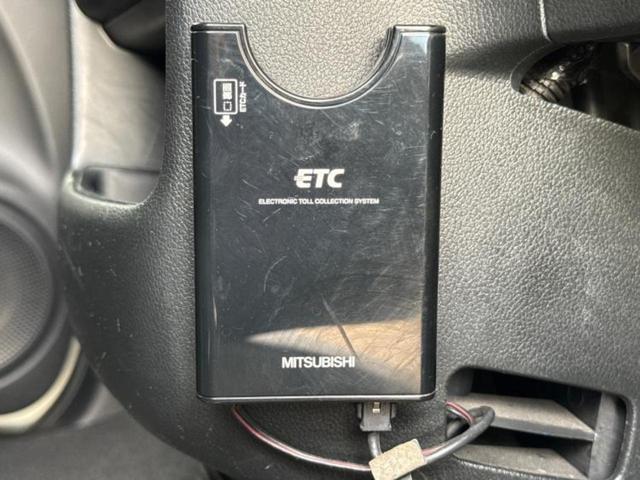 ETC
ELECTRONIC TOLL COLLECTION SYSTEM
MITSUBISHI